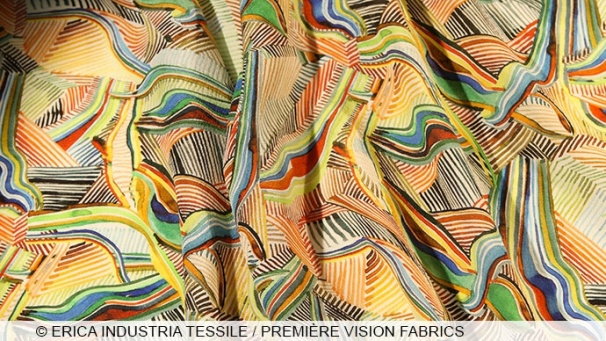 © ERICA INDUSTRIA TESSILE / PREMIÈRE VISION FABRICS